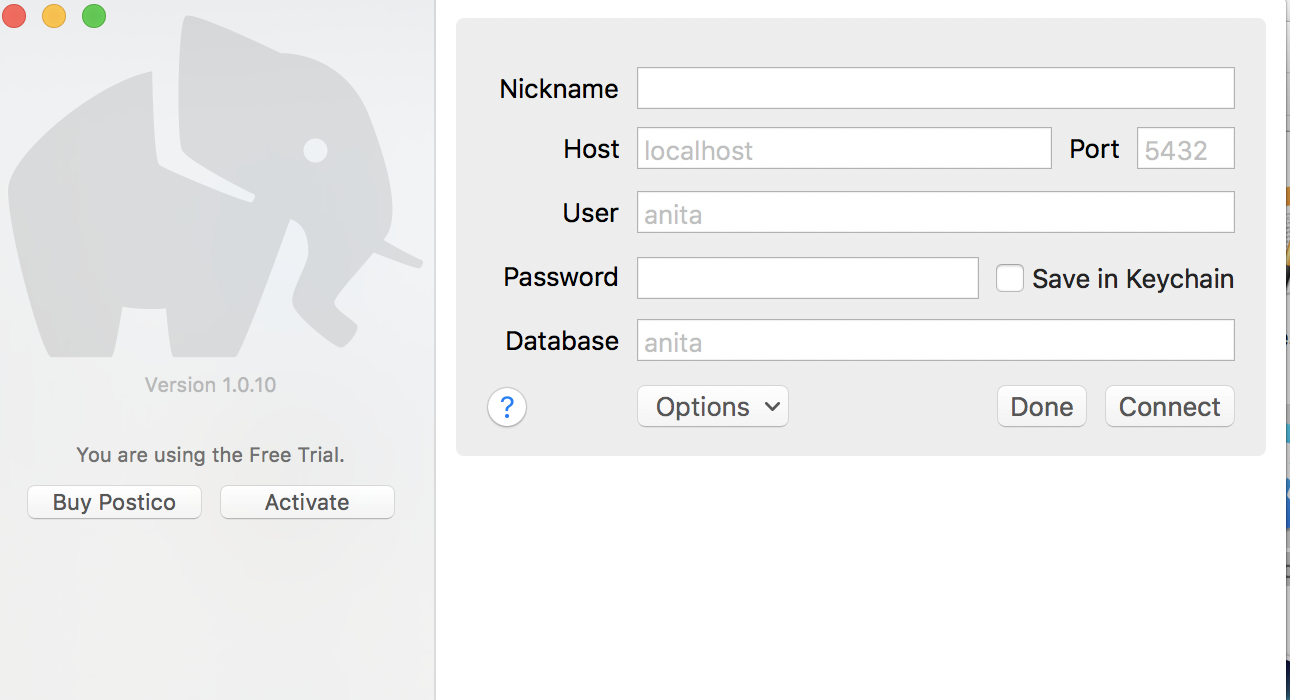 Nickname
Host localhost Port 5432
User anita
Password Save in Keychain
Database anita
? Options Done Connect
Version 1.0.10
You are using the Free Trial.
Buy Postico Activate